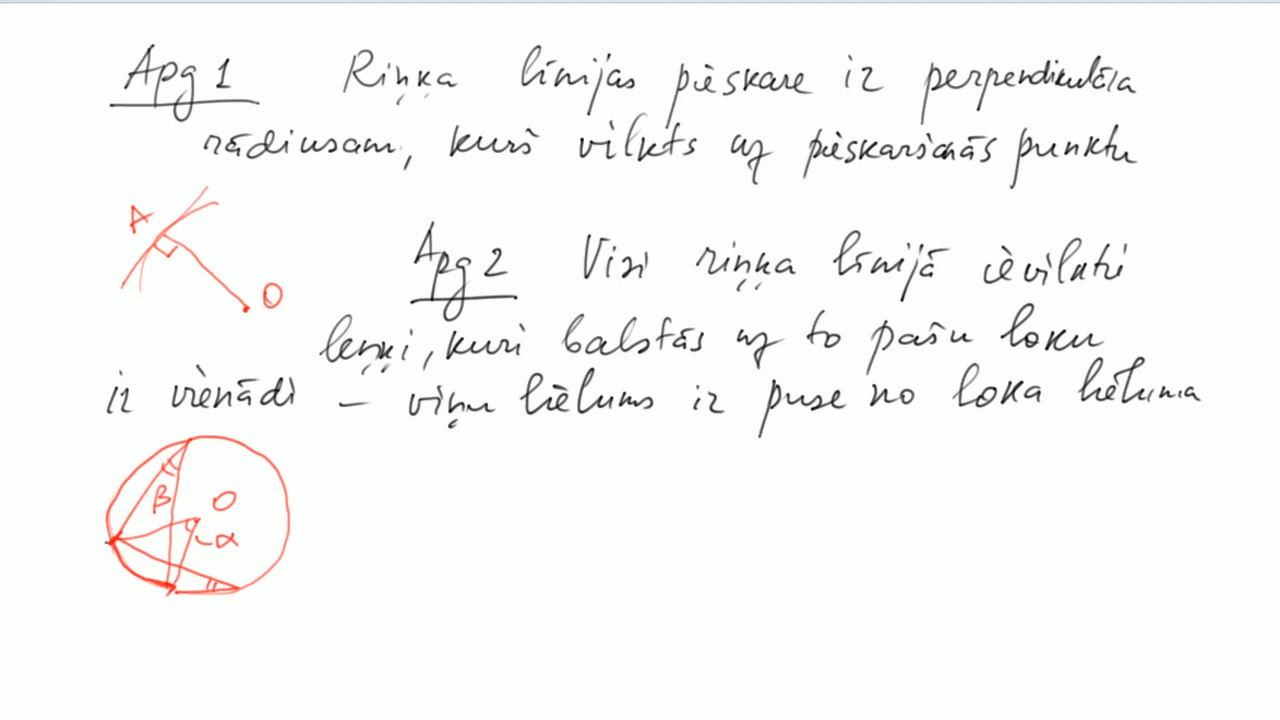 Apg 1 Riņķa līnijas pieskare ir perpendikulāra
rādiusam, kurš vilkts uz pieskaršanās punktu
A
O
Apg 2 Visi riņķa līnijā ievilkti
leņķi, kuri balstās uz to pašu loku
ir vienādi – viņu lielums ir puse no loka lieluma
β O
α